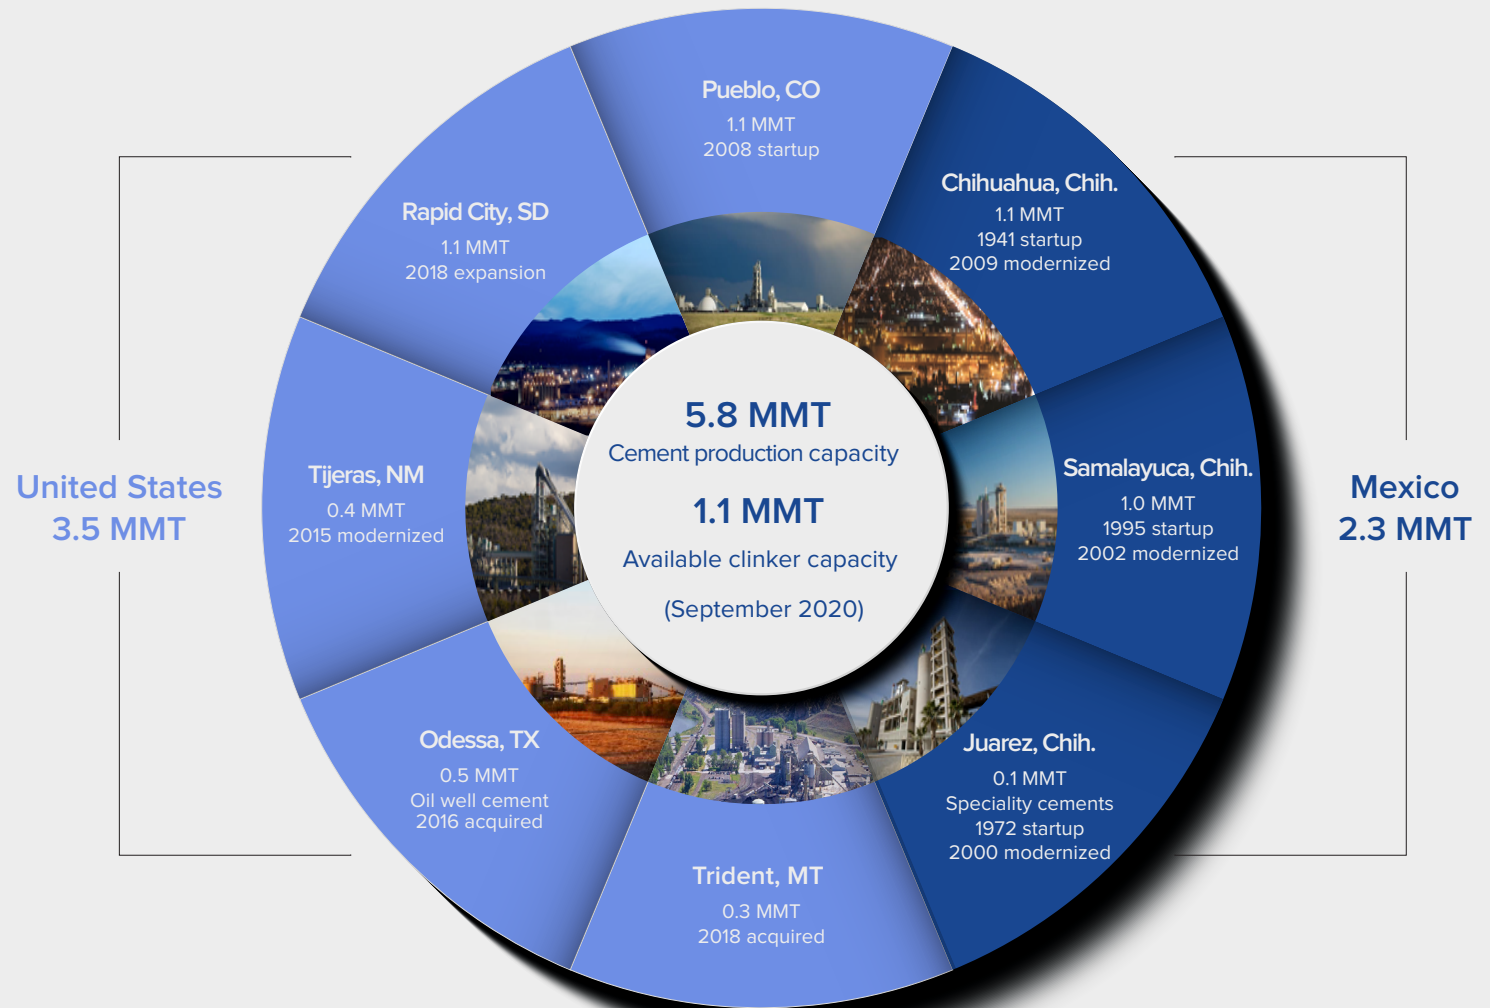 Pueblo, CO
1.1 MMT
2008 startup
Chihuahua, Chih.
1.1 MMT
1941 startup
2009 modernized
Rapid City, SD
1.1 MMT
2018 expansion
5.8 MMT
Cement production capacity
1.1 MMT
Available clinker capacity
(September 2020)
Samalayuca, Chih.
1.0 MMT
1995 startup
2002 modernized
Tijeras, NM
0.4 MMT
2015 modernized
United States
3.5 MMT
Mexico
2.3 MMT
Odessa, TX
0.5 MMT
Oil well cement
2016 acquired
Juarez, Chih.
0.1 MMT
Speciality cements
1972 startup
2000 modernized
Trident, MT
0.3 MMT
2018 acquired